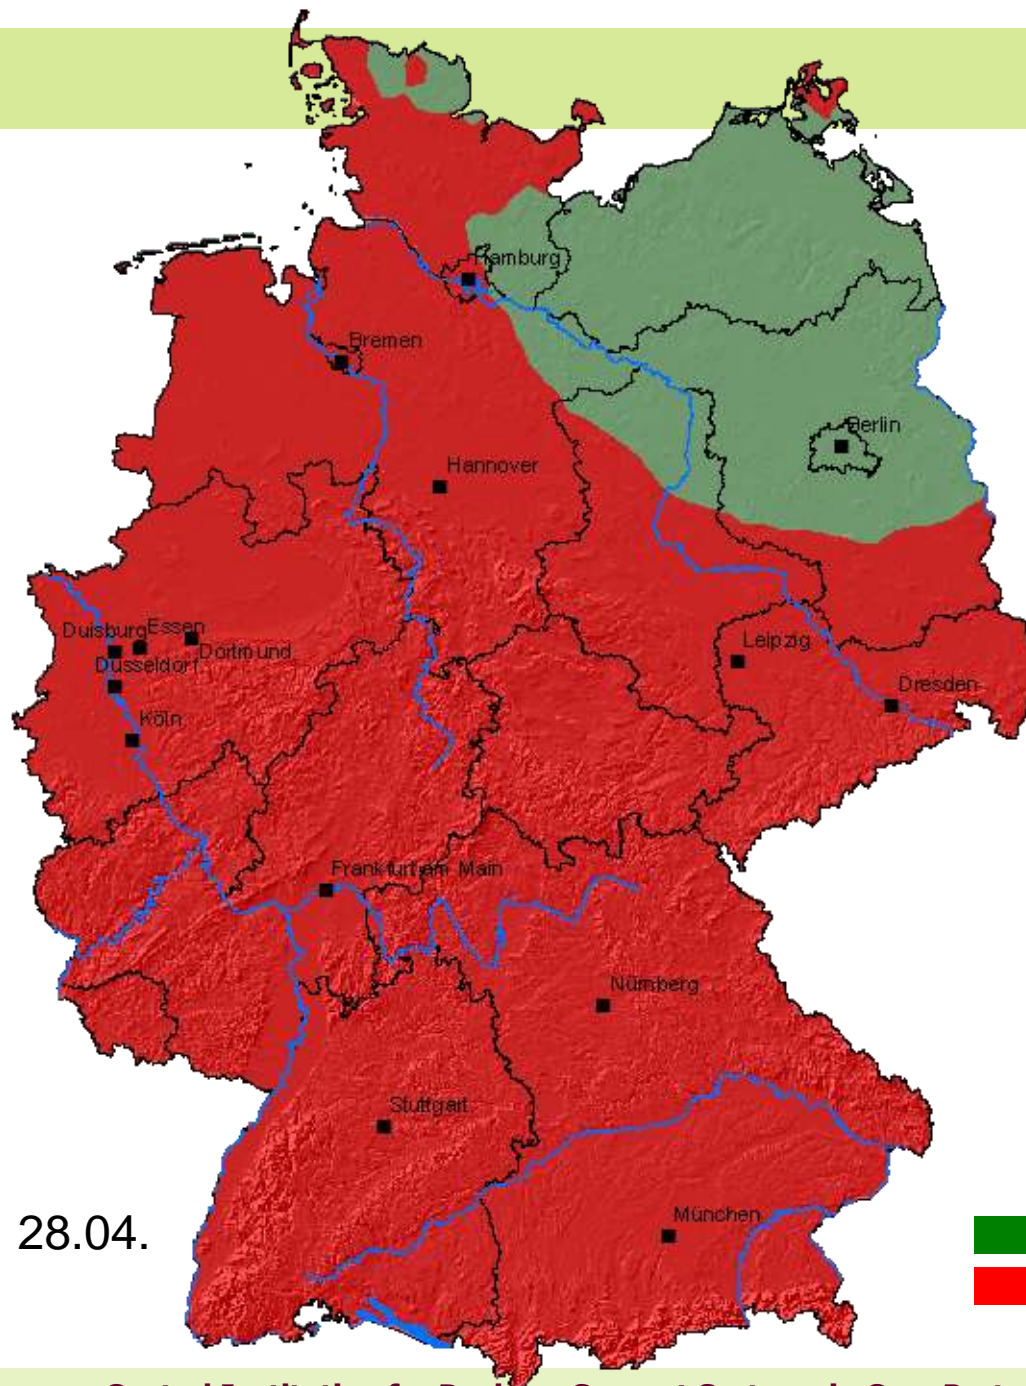 Hamburg
Bremen
Berlin
Hannover
Duisburg Essen
Dortmund
Düsseldorf
Leipzig
Dresden
Köln
Frankfurt am Main
Nürnberg
Stuttgart
München
28.04.